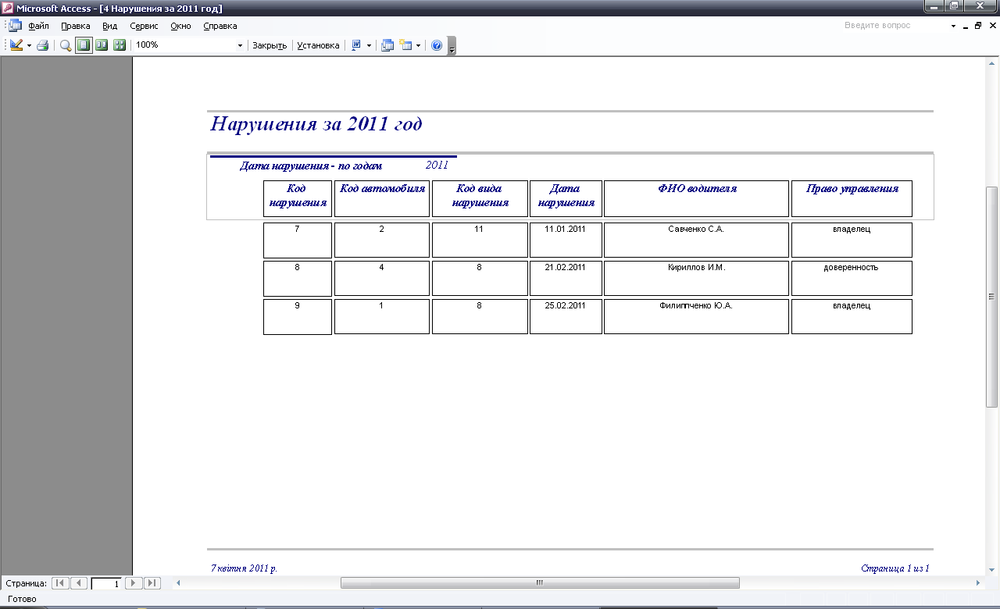 Microsoft Access - [4 Нарушения за 2011 год]
Файл Правка Вид Сервис Окно Справка Введите вопрос
100% Закрыть Установка
Нарушения за 2011 год
Дата нарушения - по годам 2011
Код нарушения Код автомобиля Код вида нарушения Дата нарушения ФИО водителя Право управления
7 2 11 11.01.2011 Савченко С.А. владелец
8 4 8 21.02.2011 Кириллов И.М. доверенность
9 1 8 25.02.2011 Филиппченко Ю.А. владелец
7 квітня 2011 р. Страница 1 из 1
Страница: 1
Готово